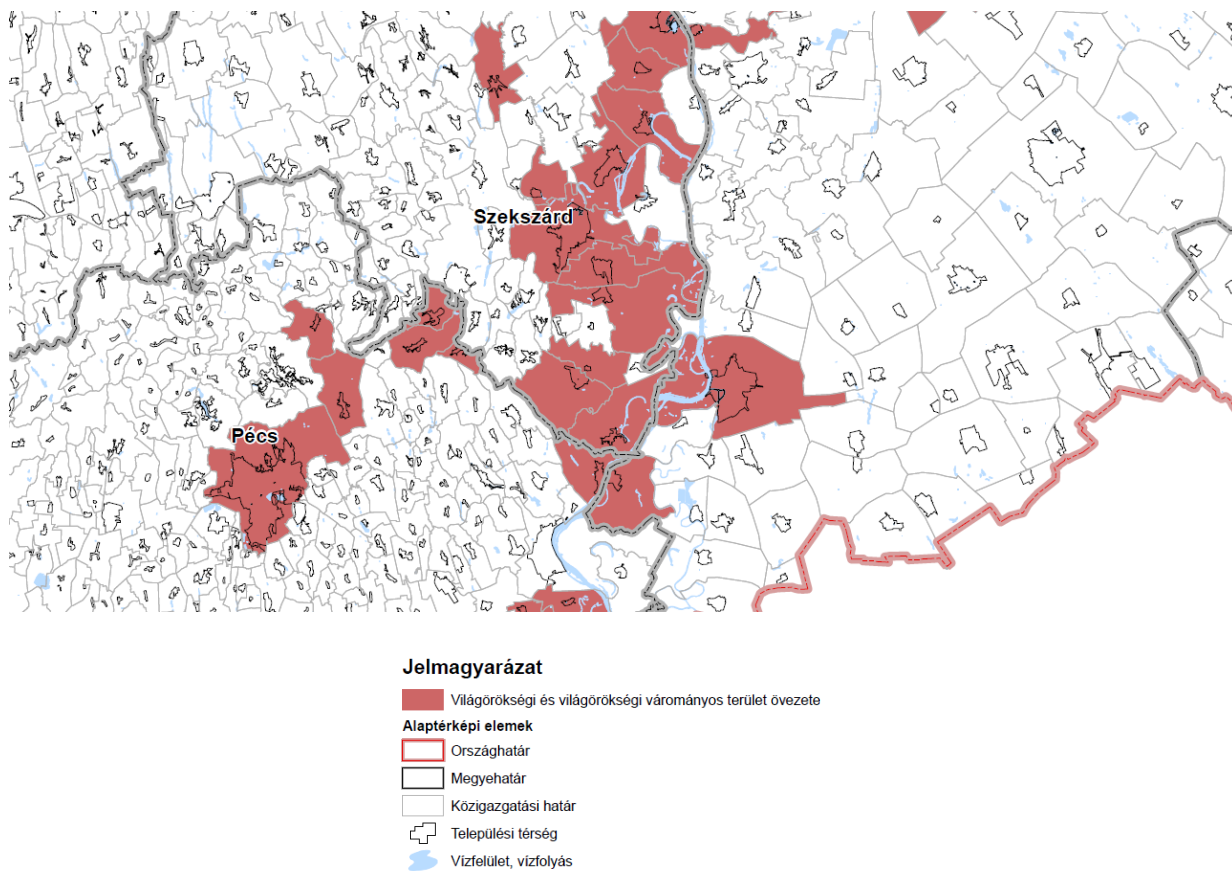 Szekszárd
Pécs
Jelmagyarázat
Világörökségi és világörökségi várományos terület övezete
Alaptérképi elemek
Országhatár
Megyehatár
Közigazgatási határ
Települési térség
Vízfelület, vízfolyás